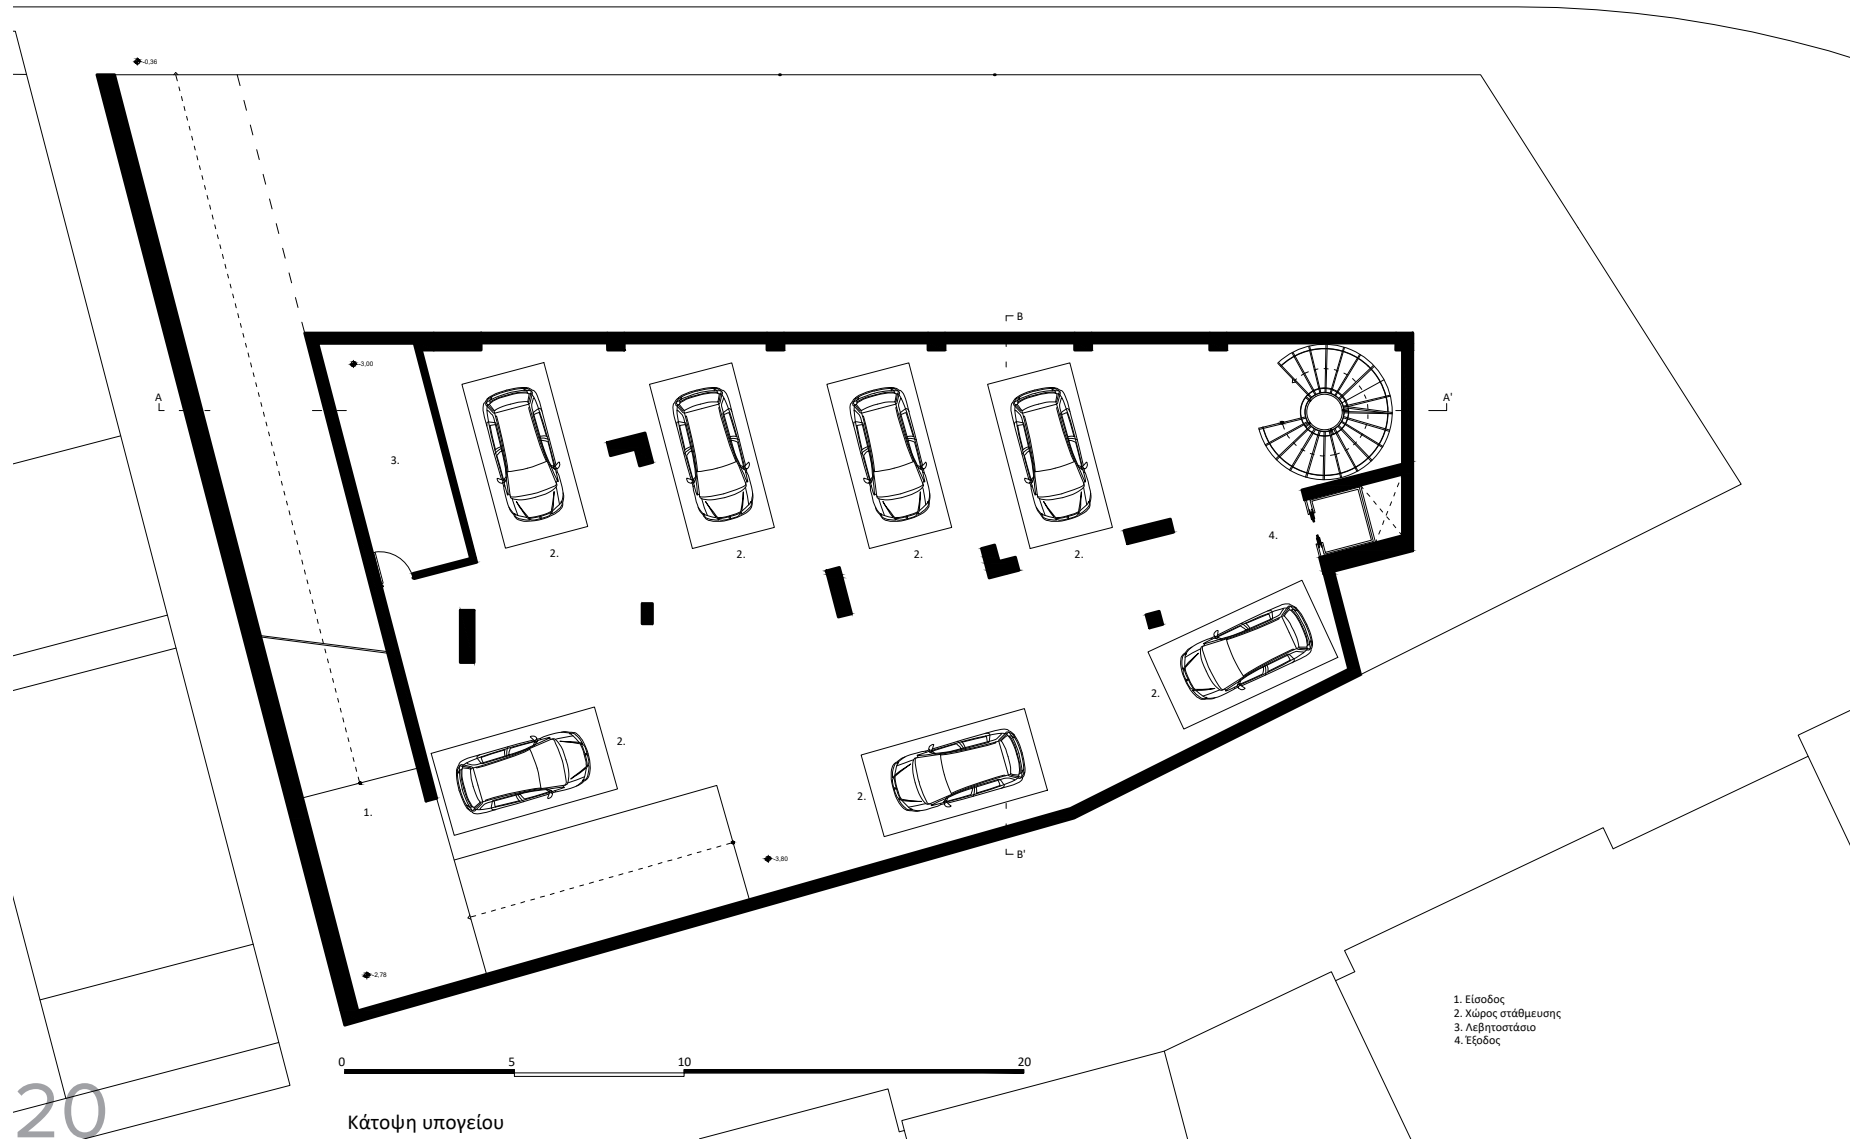 -0,36
B
-3,00
A
A'
3.
4.
2.
2.
2.
2.
2.
2.
2.
1.
B'
-3,80
-2,78
1. Είσοδος
2. Χώρος στάθμευσης
3. Λεβητοστάσιο
4. Έξοδος
0 5 10 20
20
Κάτοψη υπογείου